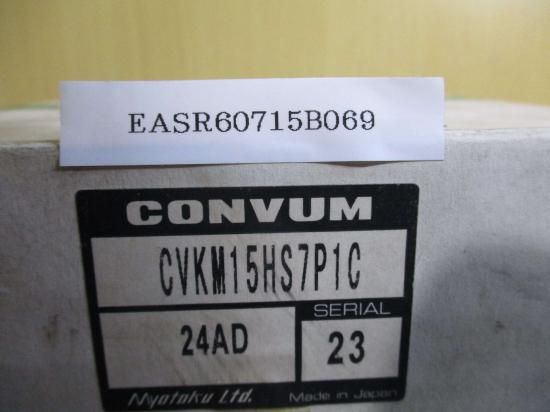 EASR60715B069
CONVUM
CVKM15HS7P1C
24AD
SERIAL
23
Myotoku Ltd.
Made in Japan